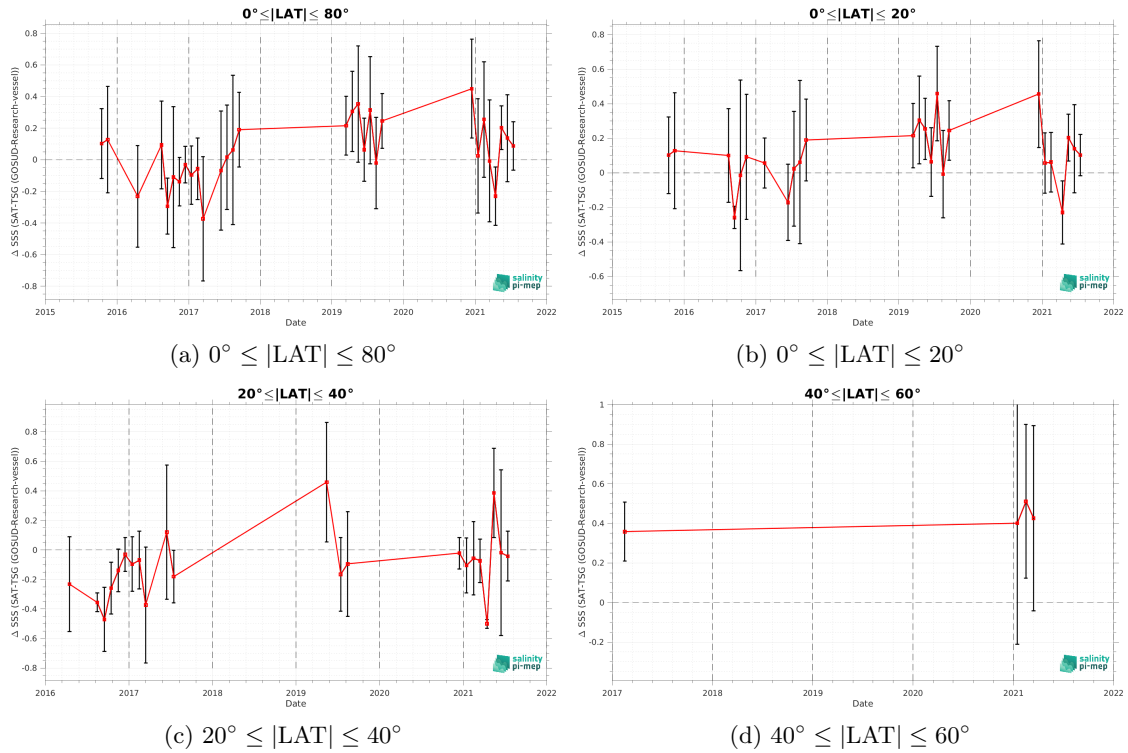 0°≤|LAT|≤ 80°
Δ SSS (SAT-TSG (GOSUD-Research-vessel))
0.8
0.6
0.4
0.2
0
-0.2
-0.4
-0.6
-0.8
2015 2016 2017 2018 2019 2020 2021 2022
Date
salinity
pi-mep
(a) 0° ≤ |LAT| ≤ 80°
0°≤|LAT|≤ 20°
Δ SSS (SAT-TSG (GOSUD-Research-vessel))
0.8
0.6
0.4
0.2
0
-0.2
-0.4
-0.6
2015 2016 2017 2018 2019 2020 2021 2022
Date
salinity
pi-mep
(b) 0° ≤ |LAT| ≤ 20°
20°≤|LAT|≤ 40°
Δ SSS (SAT-TSG (GOSUD-Research-vessel))
0.8
0.6
0.4
0.2
0
-0.2
-0.4
-0.6
-0.8
2016 2017 2018 2019 2020 2021 2022
Date
salinity
pi-mep
(c) 20° ≤ |LAT| ≤ 40°
40°≤|LAT|≤ 60°
Δ SSS (SAT-TSG (GOSUD-Research-vessel))
1
0.8
0.6
0.4
0.2
0
-0.2
2017 2018 2019 2020 2021 2022
Date
salinity
pi-mep
(d) 40° ≤ |LAT| ≤ 60°